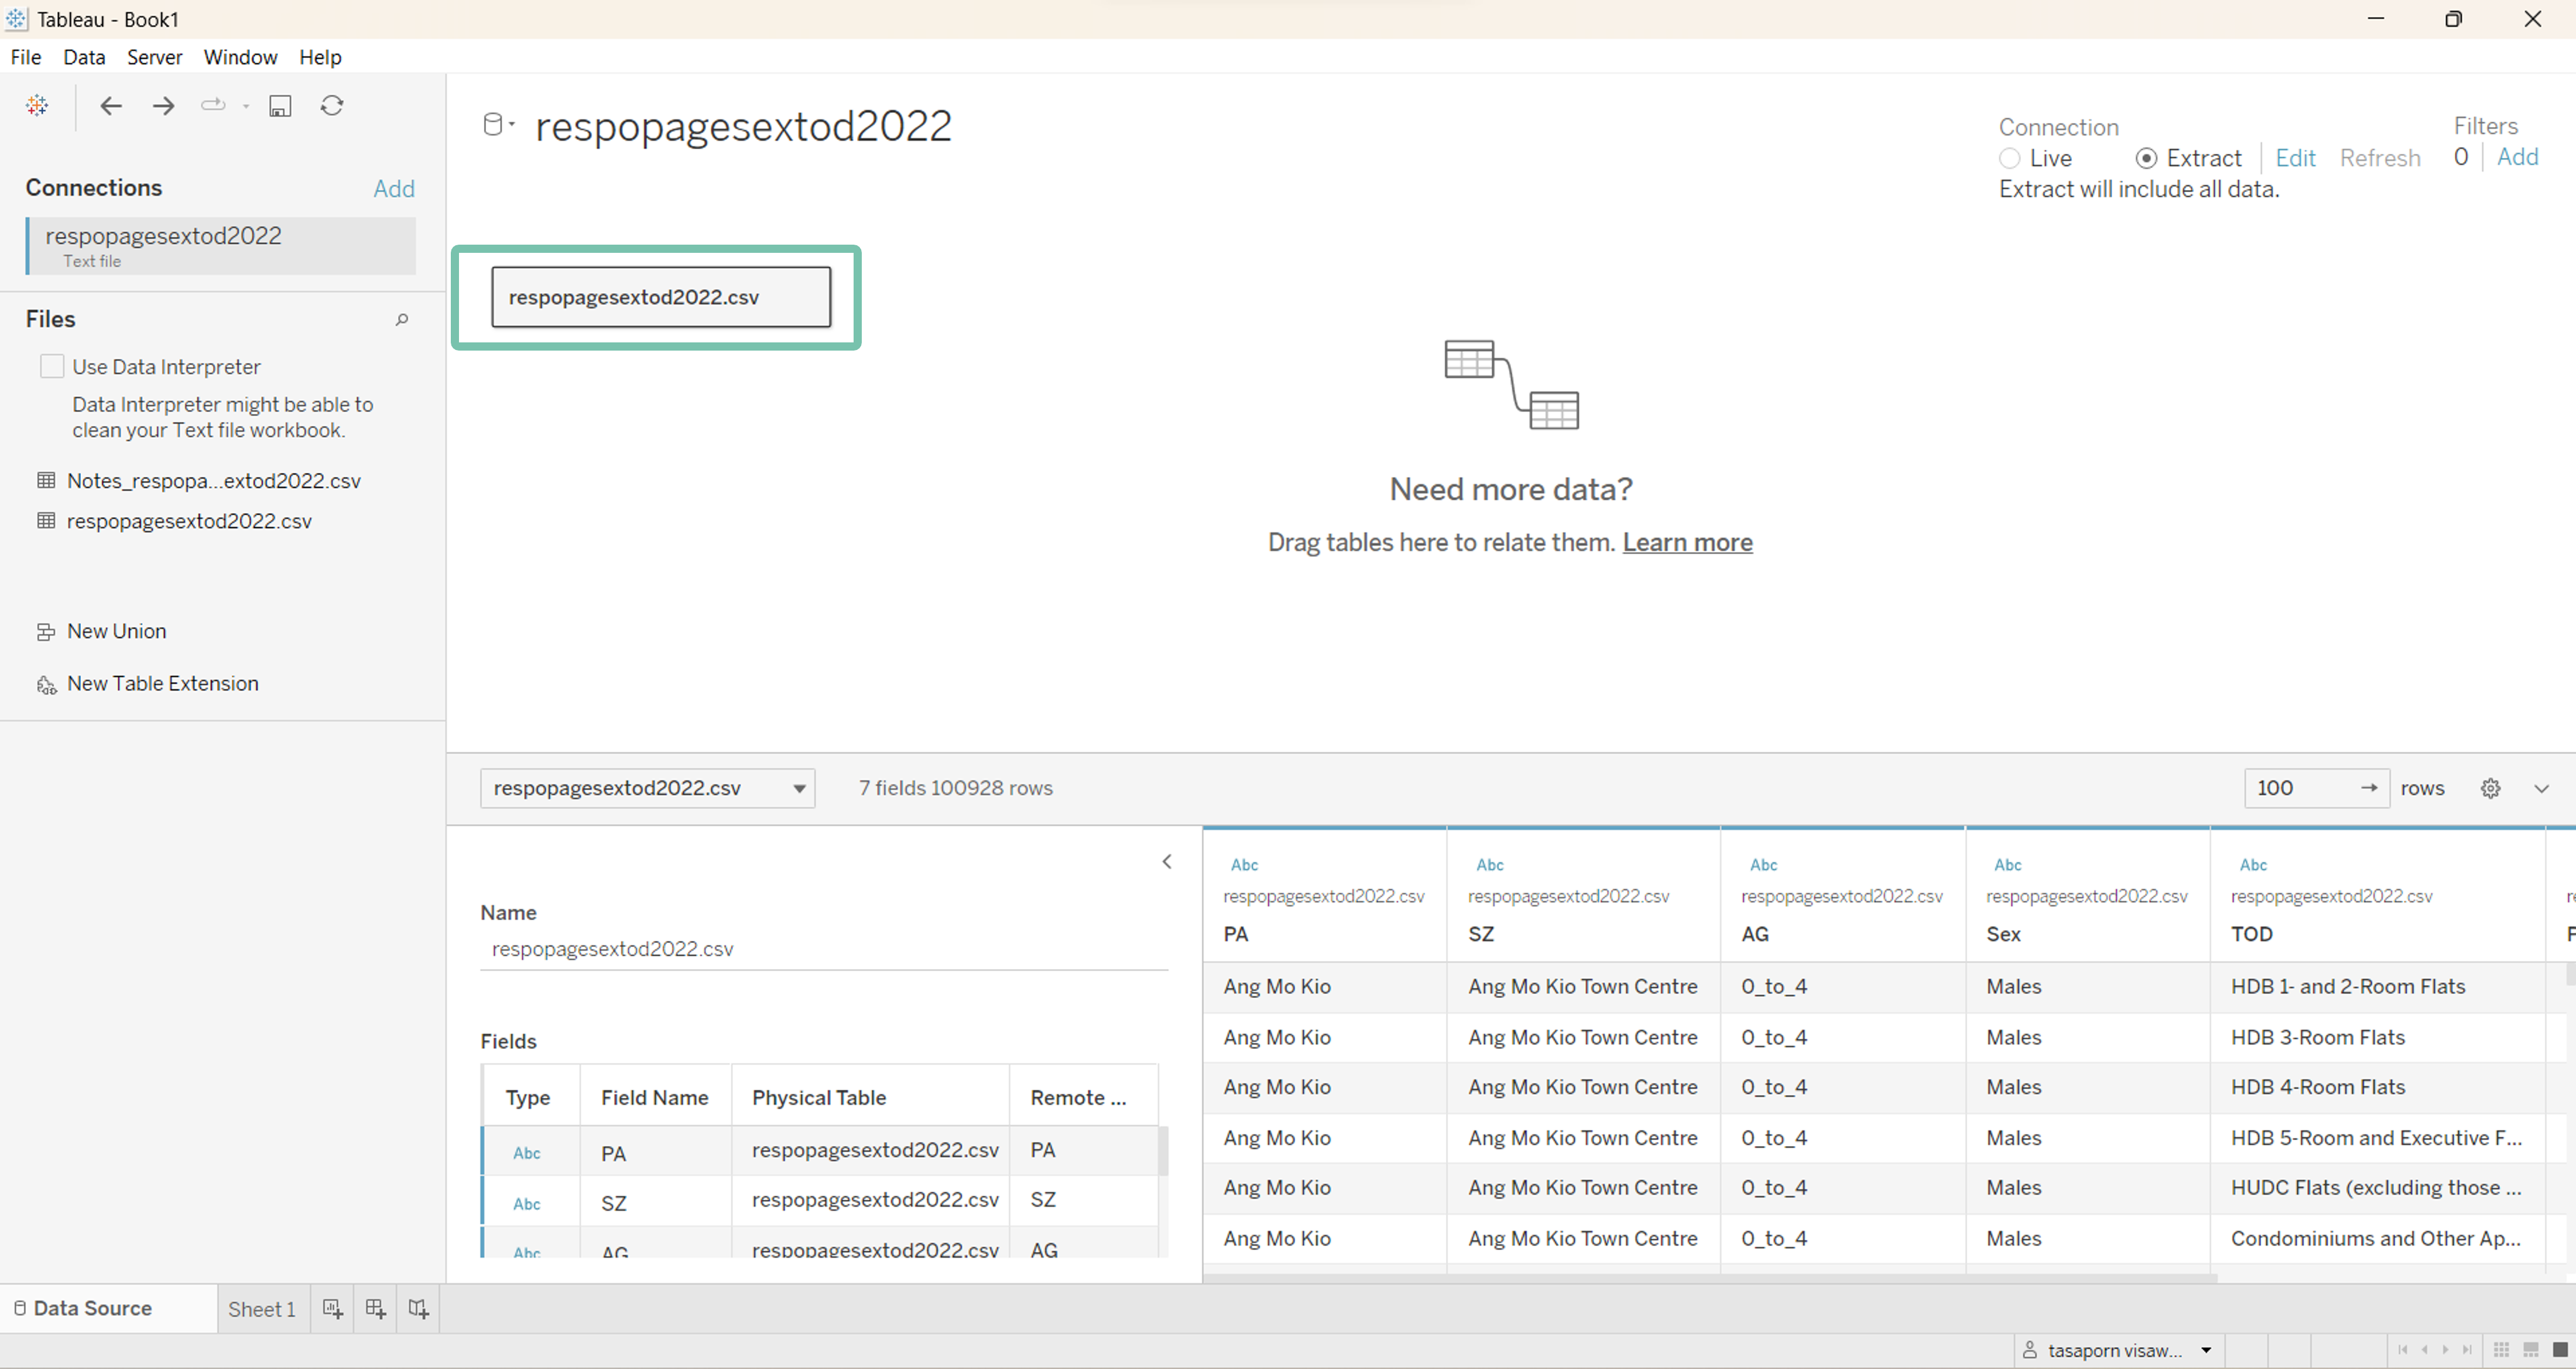 Tableau - Book1
File Data Server Window Help
respopagesextod2022
Connection
Live Extract Edit Refresh
Extract will include all data.
Filters
0 Add
Connections Add
respopagesextod2022
Text file
respopagesextod2022.csv
Files
Use Data Interpreter
Data Interpreter might be able to
clean your Text file workbook.
Notes_respopa...extod2022.csv
respopagesextod2022.csv
New Union
New Table Extension
Need more data?
Drag tables here to relate them. Learn more
respopagesextod2022.csv 7 fields 100928 rows 100 rows
Name
respopagesextod2022.csv
Fields
Type Field Name Physical Table Remote ...
Abc PA respopagesextod2022.csv PA
Abc SZ respopagesextod2022.csv SZ
Abc AG respopagesextod2022.csv AG
Abc Abc Abc Abc Abc
respopagesextod2022.csv respopagesextod2022.csv respopagesextod2022.csv respopagesextod2022.csv respopagesextod2022.csv
PA SZ AG Sex TOD
Ang Mo Kio Ang Mo Kio Town Centre 0_to_4 Males HDB 1- and 2-Room Flats
Ang Mo Kio Ang Mo Kio Town Centre 0_to_4 Males HDB 3-Room Flats
Ang Mo Kio Ang Mo Kio Town Centre 0_to_4 Males HDB 4-Room Flats
Ang Mo Kio Ang Mo Kio Town Centre 0_to_4 Males HDB 5-Room and Executive F...
Ang Mo Kio Ang Mo Kio Town Centre 0_to_4 Males HUDC Flats (excluding those ...
Ang Mo Kio Ang Mo Kio Town Centre 0_to_4 Males Condominiums and Other Ap...
Data Source Sheet 1
tasaporn visaw...